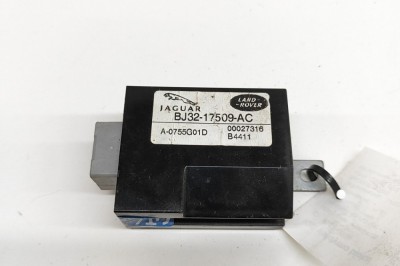 JAGUAR
LAND ROVER
BJ32-17509-AC
A-0755G01D 00027316
B4411